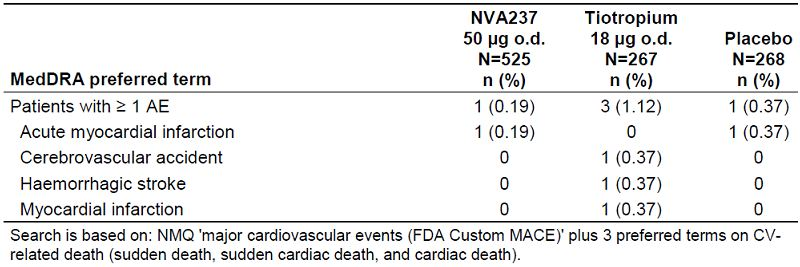 NVA237 Tiotropium
50 µg o.d. 18 µg o.d. Placebo
N=525 N=267 N=268
MedDRA preferred term n (%) n (%) n (%)
Patients with ≥ 1 AE 1 (0.19) 3 (1.12) 1 (0.37)
Acute myocardial infarction 1 (0.19) 0 1 (0.37)
Cerebrovascular accident 0 1 (0.37) 0
Haemorrhagic stroke 0 1 (0.37) 0
Myocardial infarction 0 1 (0.37) 0
Search is based on: NMQ 'major cardiovascular events (FDA Custom MACE)' plus 3 preferred terms on CV-
related death (sudden death, sudden cardiac death, and cardiac death).